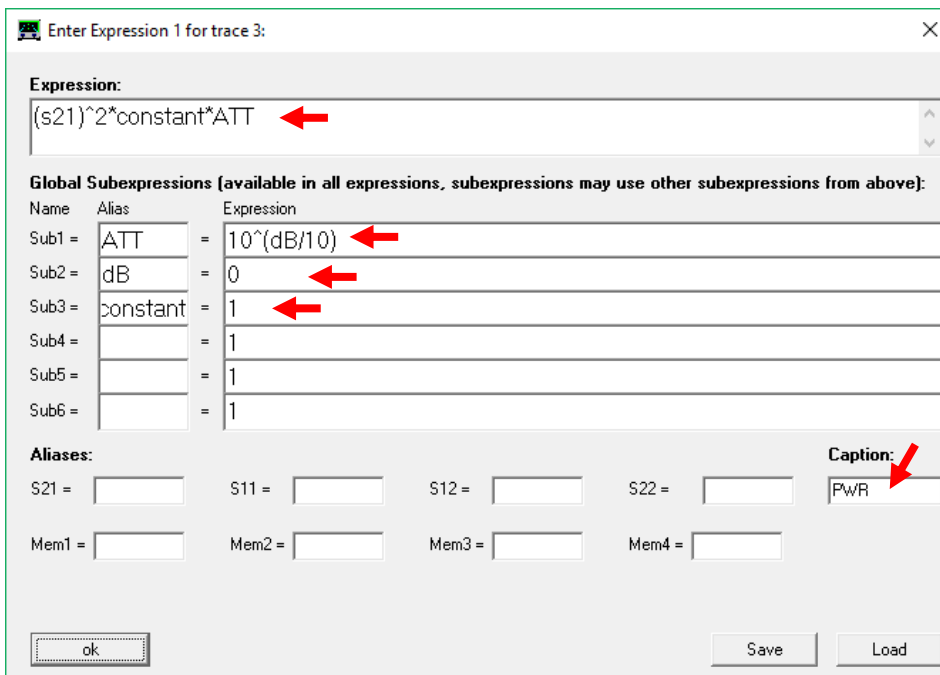 Enter Expression 1 for trace 3:
Expression:
(s21)^2*constant*ATT
Global Subexpressions (available in all expressions, subexpressions may use other subexpressions from above):
Name Alias Expression
Sub1 = ATT = 10^(dB/10)
Sub2 = dB = 0
Sub3 = constant = 1
Sub4 = = 1
Sub5 = = 1
Sub6 = = 1
Aliases: Caption:
S21 = S11 = S12 = S22 = PWR
Mem1 = Mem2 = Mem3 = Mem4 =
ok Save Load